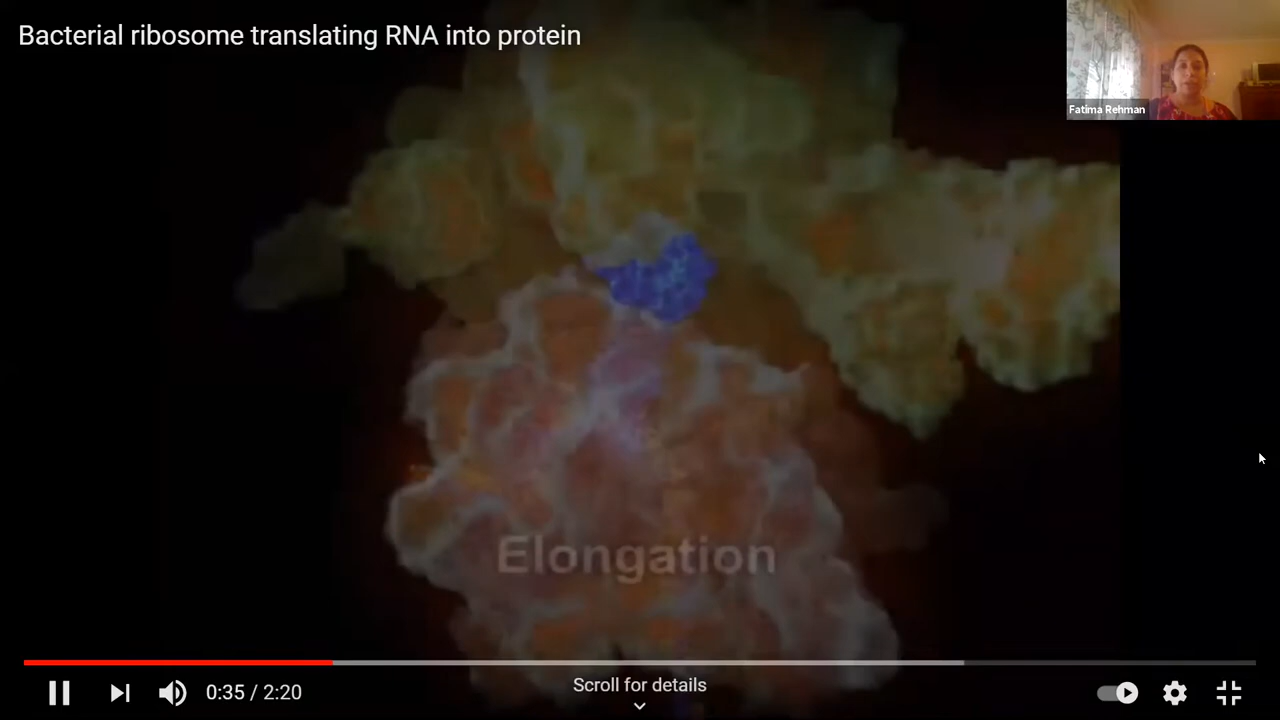 Bacterial ribosome translating RNA into protein
Fatima Rehman
Elongation
0:35 / 2:20
Scroll for details